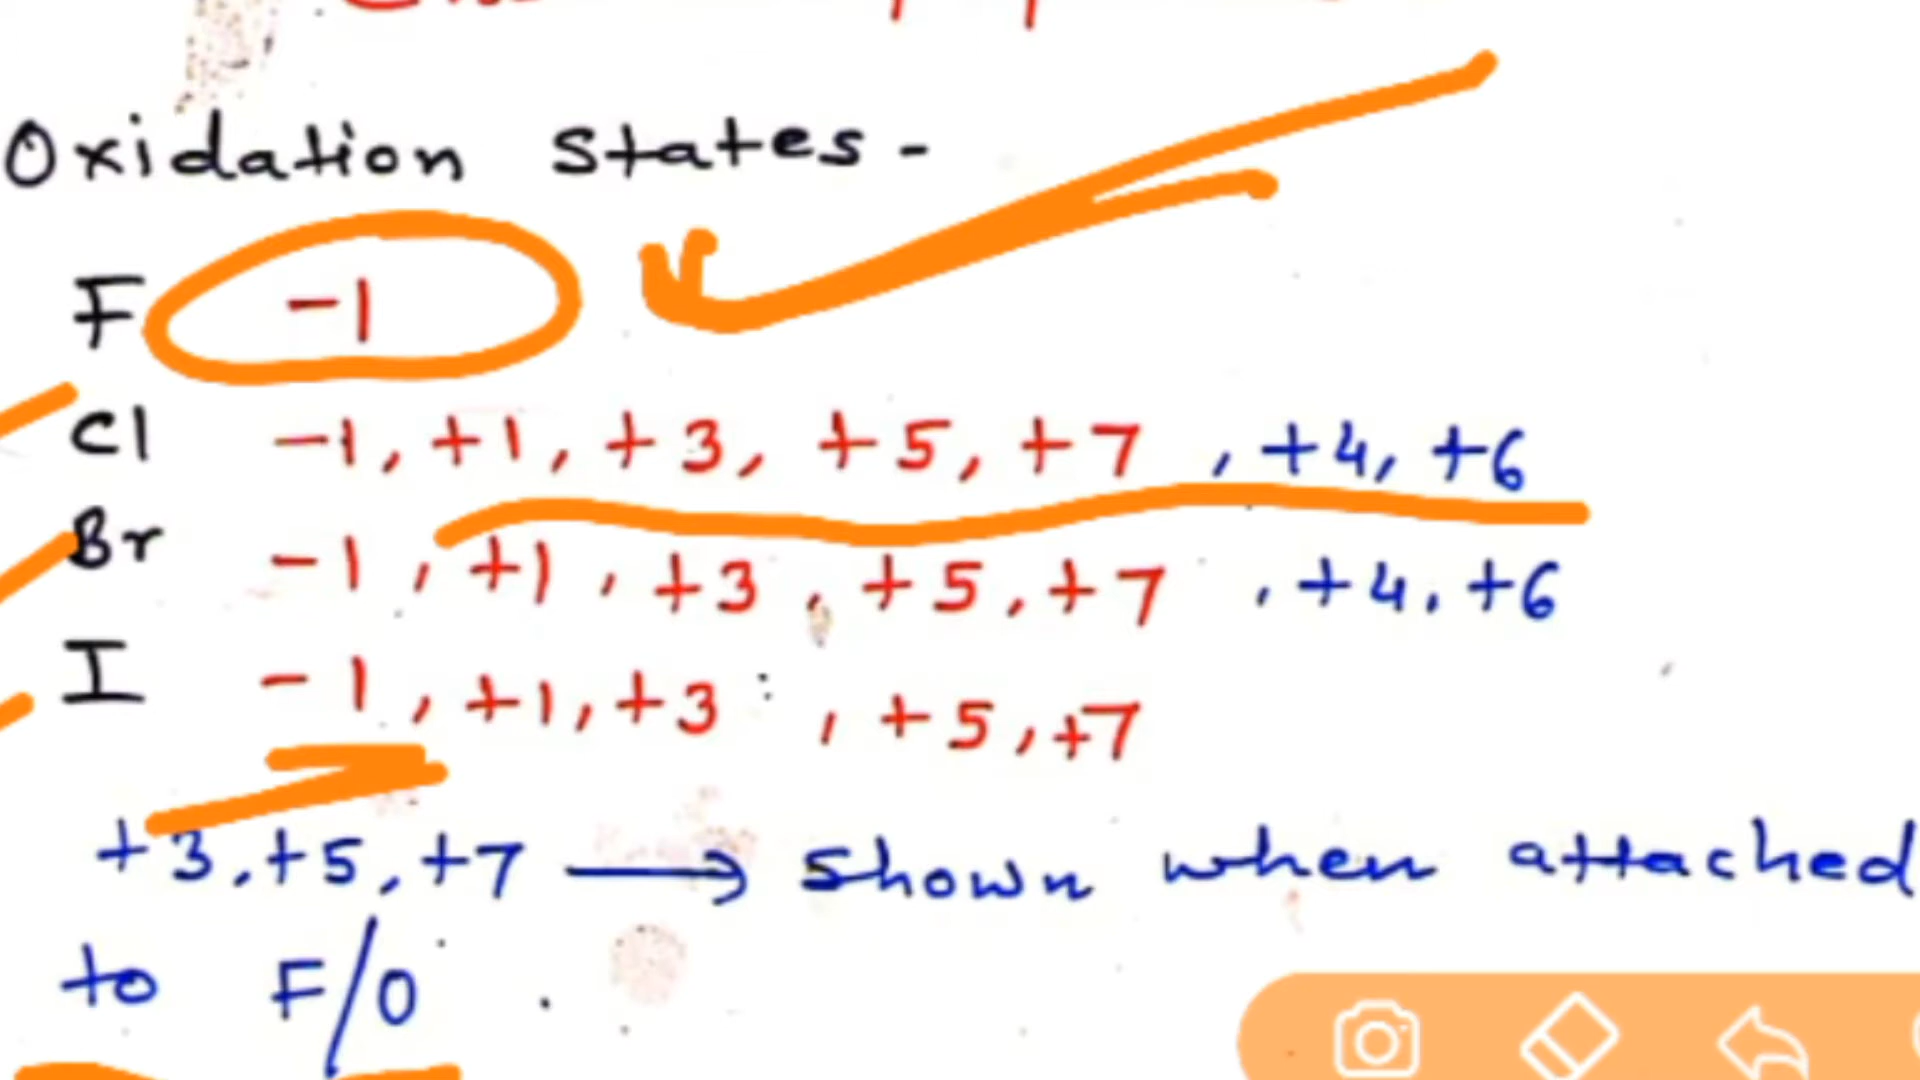 Oxidation states -
F -1
Cl -1, +1, +3, +5, +7, +4, +6
Br -1, +1, +3, +5, +7, +4, +6
I -1, +1, +3, +5, +7
+3, +5, +7 → shown when attached
to F/O.